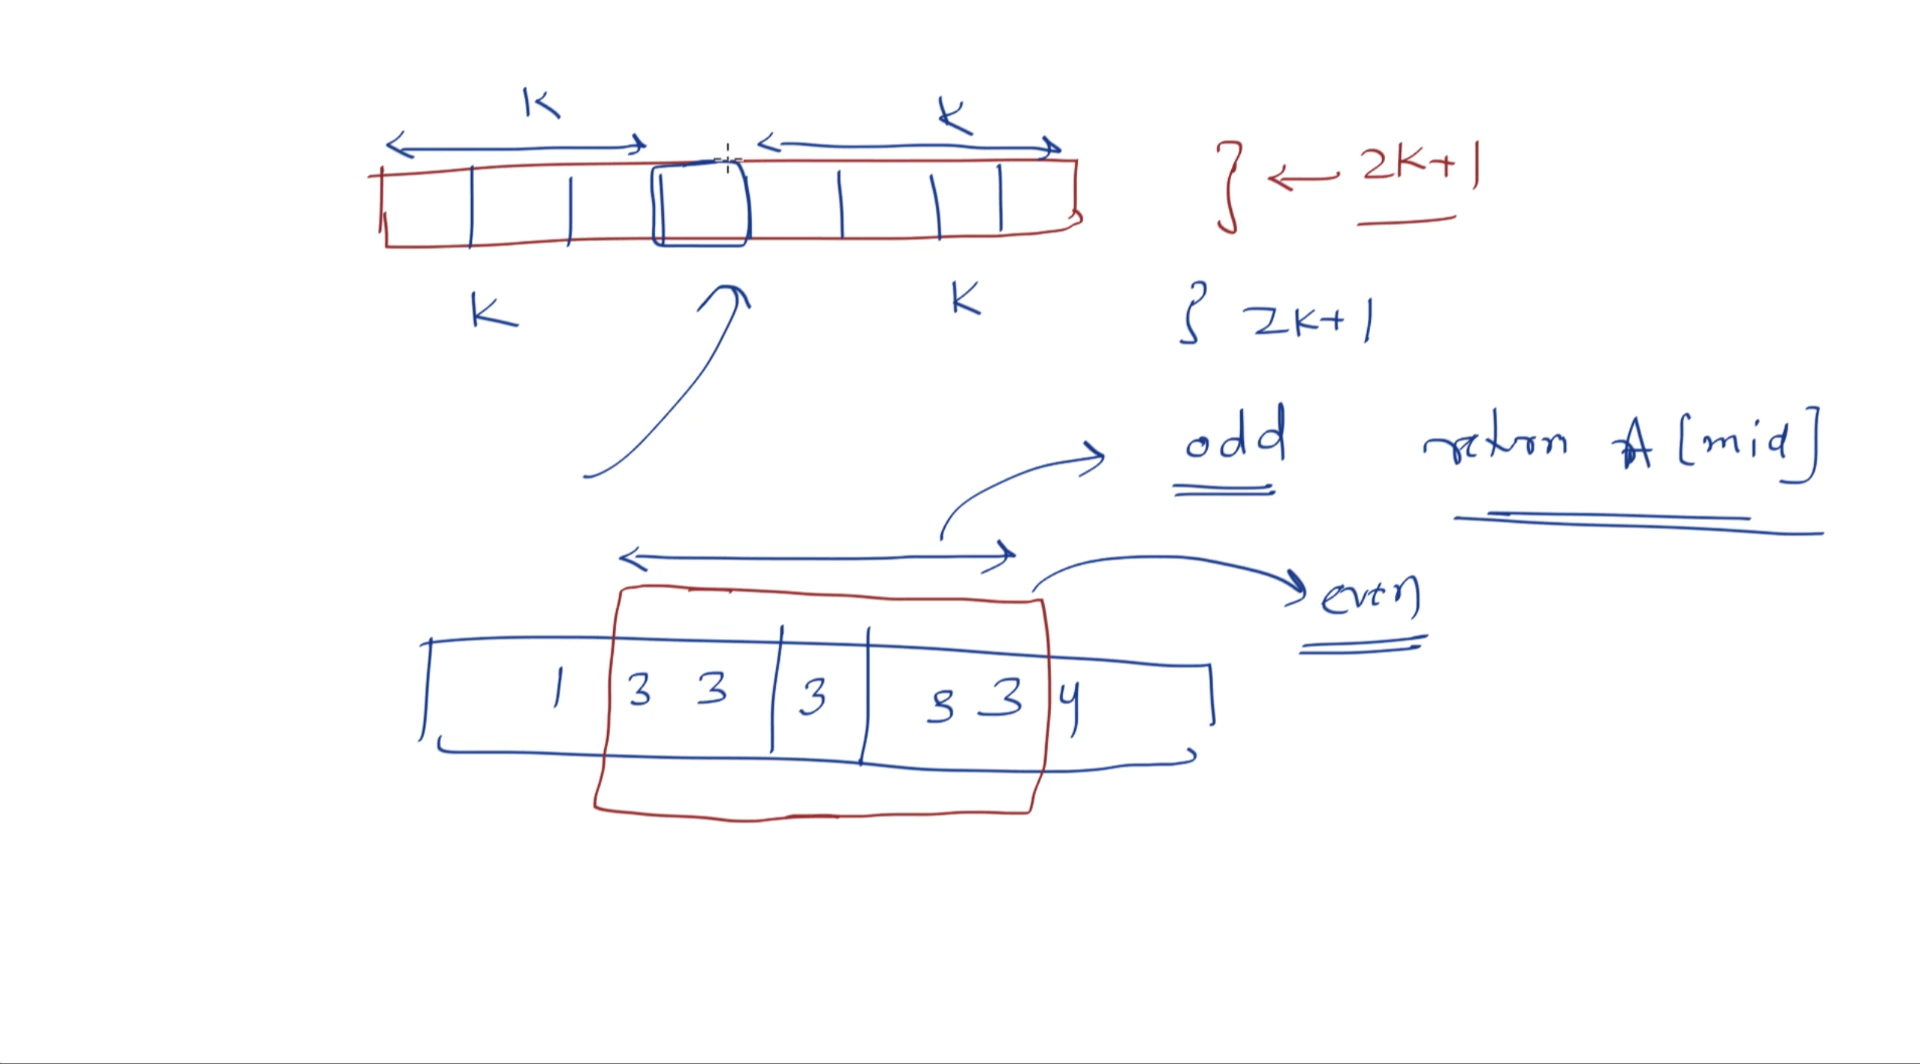 K K
2K+1
K K
2K+1
odd return A[mid]
even
1 3 3 3 3 3 4